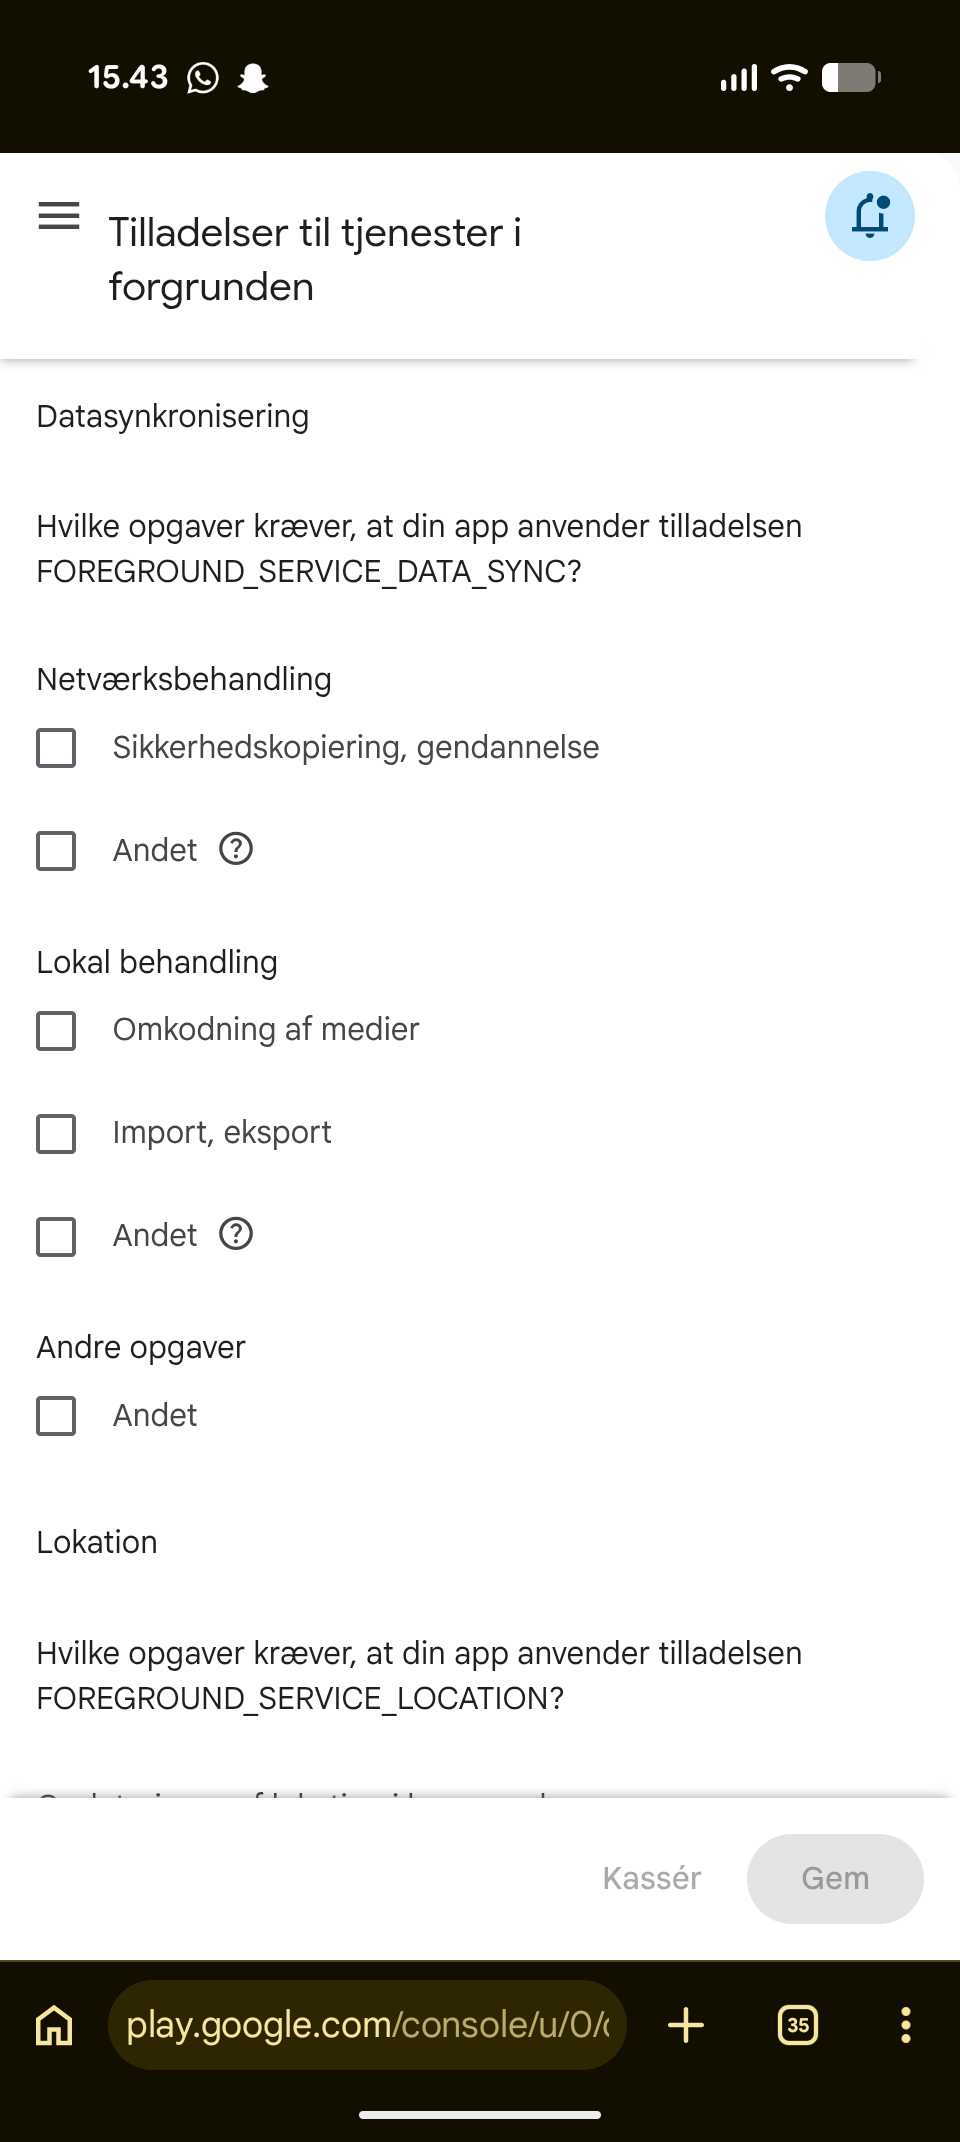 15.43
Tilladelser til tjenester i
forgrunden
Datasynkronisering
Hvilke opgaver kræver, at din app anvender tilladelsen
FOREGROUND_SERVICE_DATA_SYNC?
Netværksbehandling
Sikkerhedskopiering, gendannelse
Andet
Lokal behandling
Omkodning af medier
Import, eksport
Andet
Andre opgaver
Andet
Lokation
Hvilke opgaver kræver, at din app anvender tilladelsen
FOREGROUND_SERVICE_LOCATION?
Kassér
Gem
play.google.com/console/u/0/
35